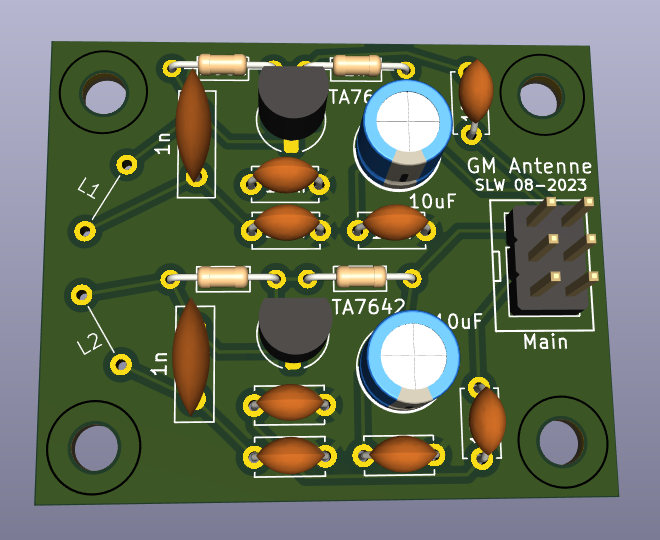 TA76
1n
GM Antenne
SLW 08-2023
L1
10uF
TA7642
10uF
L2
1n
Main